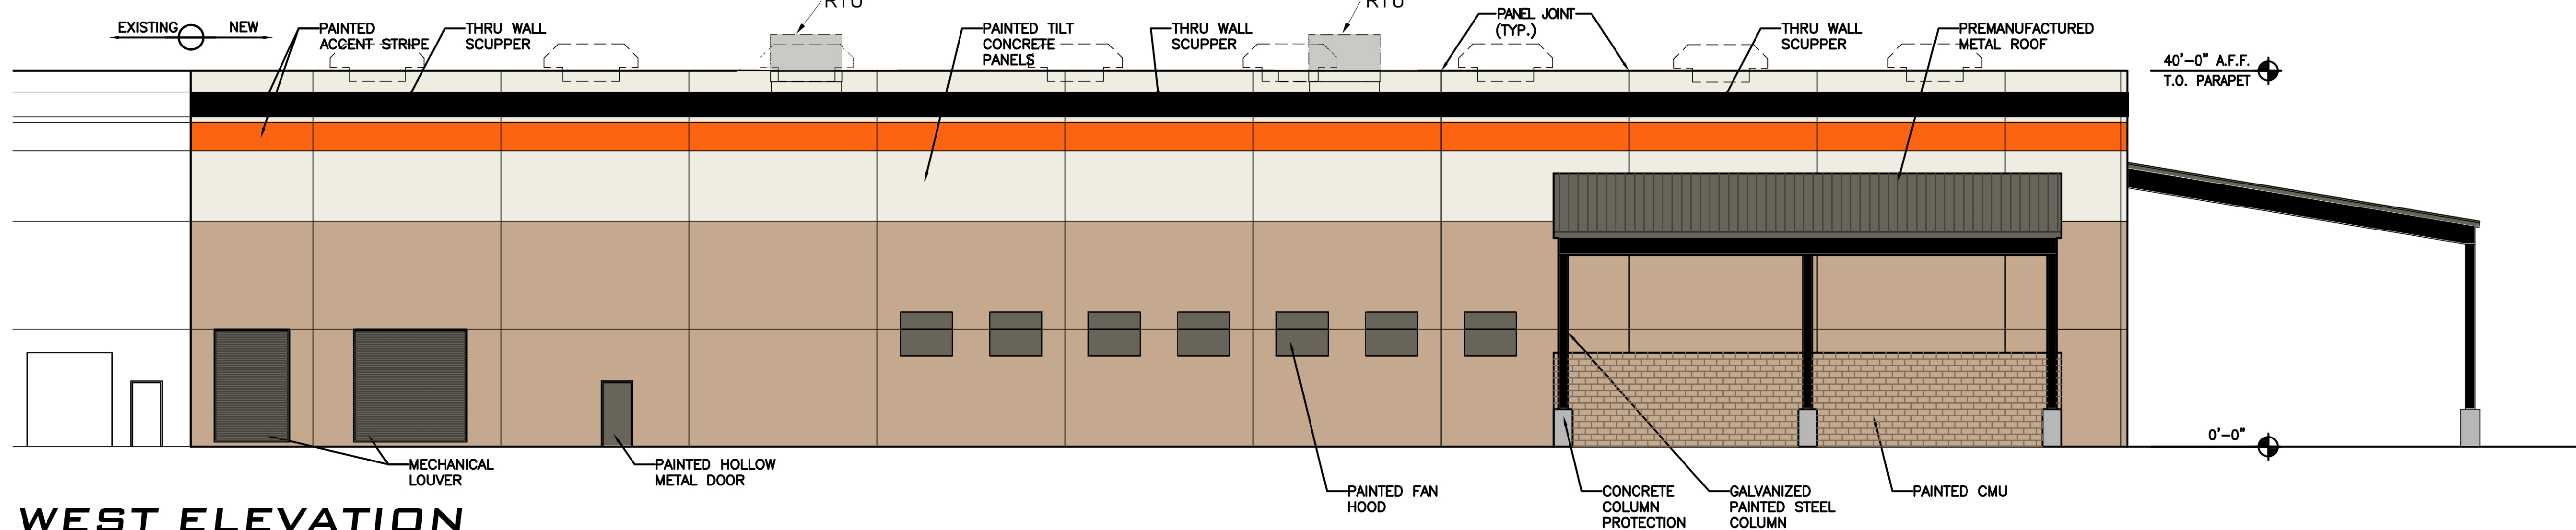 RTU
RTU
EXISTING
NEW
PAINTED
ACCENT STRIPE
THRU WALL
SCUPPER
PAINTED TILT
CONCRETE
PANELS
THRU WALL
SCUPPER
PANEL JOINT
(TYP.)
THRU WALL
SCUPPER
PREMANUFACTURED
METAL ROOF
40'-0" A.F.F.
T.O. PARAPET
0'-0"
MECHANICAL
LOUVER
PAINTED HOLLOW
METAL DOOR
PAINTED FAN
HOOD
CONCRETE
COLUMN
PROTECTION
GALVANIZED
PAINTED STEEL
COLUMN
PAINTED CMU
WEST ELEVATION